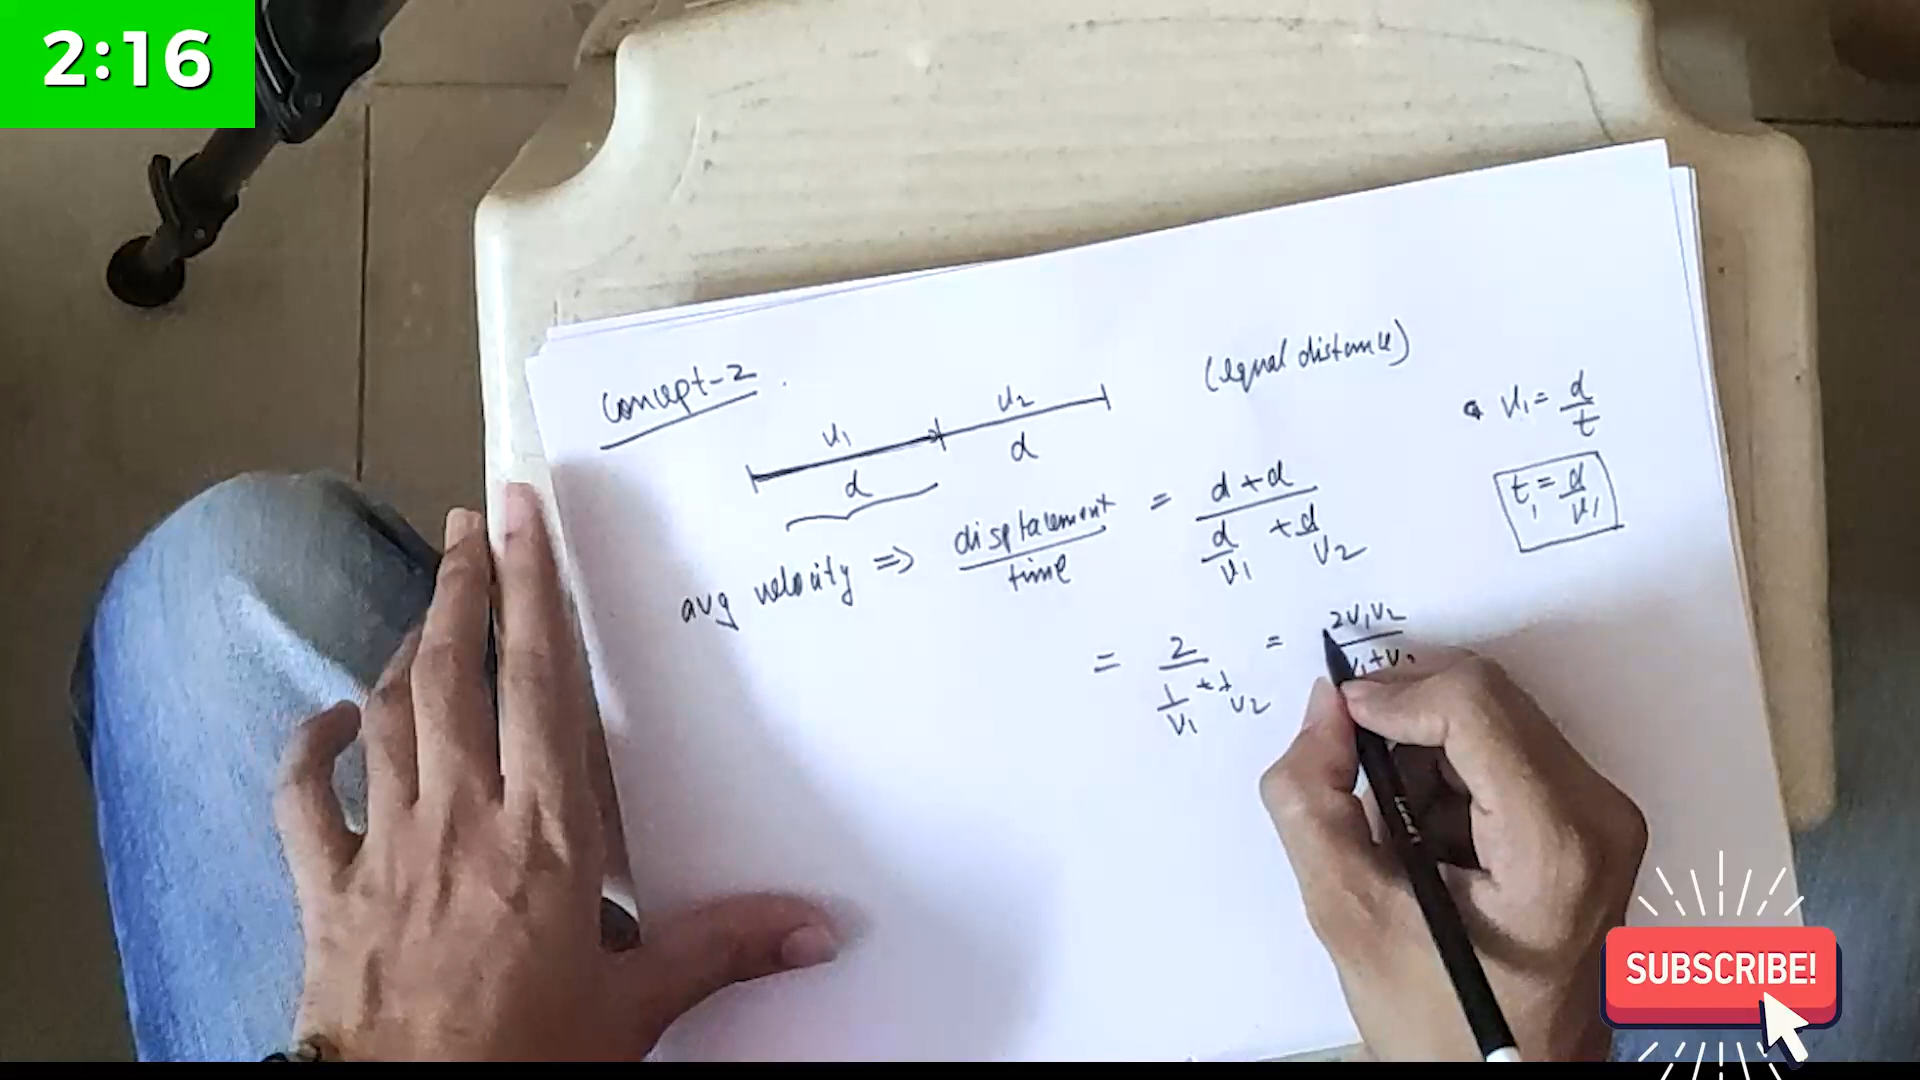 2:16
Concept-2.
(equal distance)
v₁ v₂
d d
v₁ = d/t
t₁ = d/v₁
avg velocity => displacement/time = (d+d)/(d/v₁ + d/v₂)
= 2/(1/v₁ + 1/v₂) = 2v₁v₂/(v₁+v₂)
SUBSCRIBE!